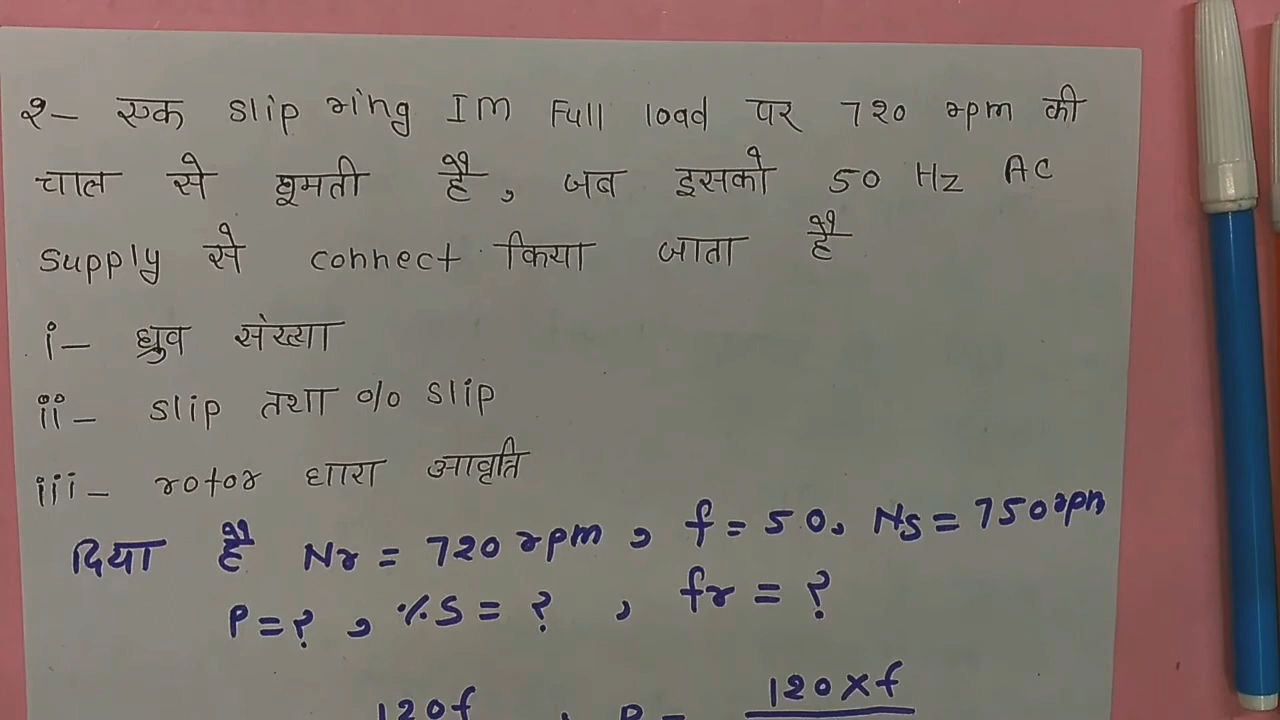 २- एक slip ring IM Full load पर 720 rpm की
चाल से घूमती है, जब इसको 50 Hz AC
supply से connect किया जाता है
i- ध्रुव संख्या
ii- slip तथा % slip
iii- rotor धारा आवृति
दिया है Nr = 720 rpm, f = 50, Ns = 750 rpm
P = ?, %S = ?, fr = ?
120f , P = 120×f